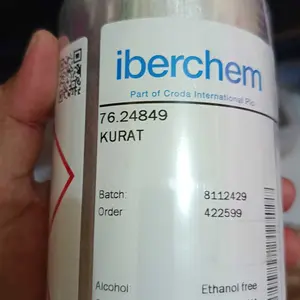 iberchem
Part of Croda International Plc
76.24849
KURAT
Batch: 8112429
Order 422599
Alcohol Ethanol free